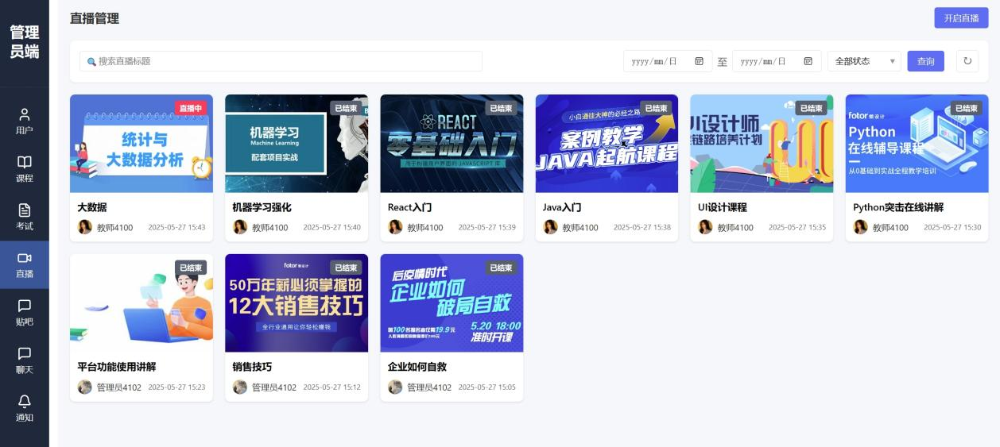 管理
员端
用户
课程
考试
直播
贴吧
聊天
通知
直播管理
开启直播
搜索直播标题
yyyy/mm/日
至
yyyy/mm/日
全部状态
查询
直播中
统计与
大数据分析
大数据
教师4100
2025-05-27 15:43
已结束
机器学习
Machine Learning
配套项目实战
机器学习强化
教师4100
2025-05-27 15:40
已结束
REACT
零基础入门
用于构建用户界面的 JAVASCRIPT 库
React入门
教师4100
2025-05-27 15:39
已结束
小白通往大神的必经之路
案例教学
JAVA起航课程
Java入门
教师4100
2025-05-27 15:38
已结束
UI设计师
链路培养计划
UI设计课程
教师4100
2025-05-27 15:35
已结束
fotor懒设计
Python
在线辅导课程
从0基础到实战全程教学培训
Python突击在线讲解
教师4100
2025-05-27 15:30
已结束
平台功能使用讲解
管理员4102
2025-05-27 15:23
已结束
fotor懒设计
50万年薪必须掌握的
12大销售技巧
全行业通用让你轻松赚钱
销售技巧
管理员4102
2025-05-27 15:12
已结束
后疫情时代
企业如何
破局自救
前100名报名者仅需19.9元
5.20 18:00
准时开课
企业如何自救
管理员4102
2025-05-27 15:05